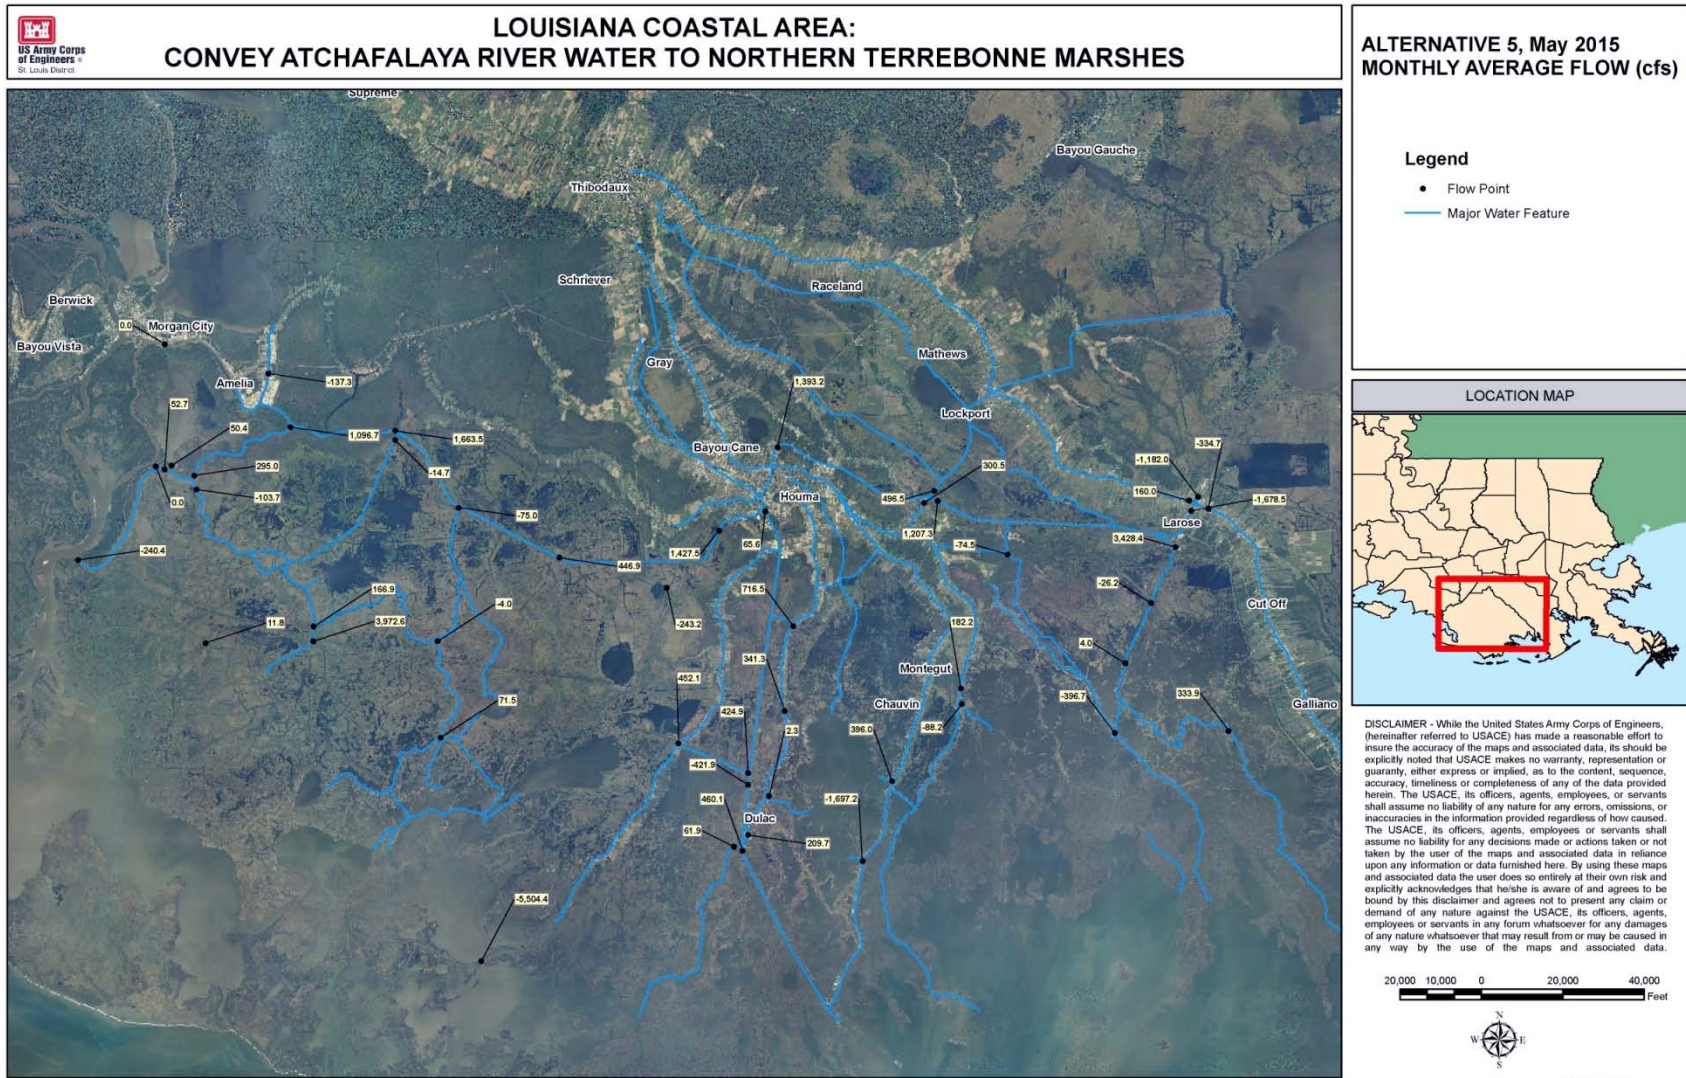 US Army Corps
of Engineers ®
St. Louis District
LOUISIANA COASTAL AREA:
CONVEY ATCHAFALAYA RIVER WATER TO NORTHERN TERREBONNE MARSHES
ALTERNATIVE 5, May 2015
MONTHLY AVERAGE FLOW (cfs)
Legend
Flow Point
Major Water Feature
LOCATION MAP
Supreme
Bayou Gauche
Thibodaux
Schriever
Raceland
Berwick
Morgan City
0.0
Bayou Vista
Mathews
Gray
Amelia
-137.3
1,393.2
52.7
Lockport
50.4
1,096.7
1,663.5
Bayou Cane
-334.7
-1,182.0
295.0
-14.7
300.5
Houma
496.5
160.0
0.0
-103.7
-75.0
-1,678.5
Larose
1,207.3
3,428.4
-240.4
1,427.5
65.6
-74.5
446.9
166.9
716.5
-26.2
Cut Off
-4.0
11.8
3,972.6
-243.2
182.2
4.0
341.3
Montegut
452.1
-396.7
333.9
71.5
Chauvin
Galliano
424.9
2.3
396.0
-88.2
-421.9
460.1
-1,697.2
Dulac
61.9
209.7
-5,504.4
DISCLAIMER - While the United States Army Corps of Engineers,
(hereinafter referred to USACE) has made a reasonable effort to
insure the accuracy of the maps and associated data, its should be
explicitly noted that USACE makes no warranty, representation or
guaranty, either express or implied, as to the content, sequence,
accuracy, timeliness or completeness of any of the data provided
herein. The USACE, its officers, agents, employees, or servants
shall assume no liability of any nature for any errors, omissions, or
inaccuracies in the information provided regardless of how caused.
The USACE, its officers, agents, employees or servants shall
assume no liability for any decisions made or actions taken or not
taken by the user of the maps and associated data in reliance
upon any information or data furnished here. By using these maps
and associated data the user does so entirely at their own risk and
explicitly acknowledges that he/she is aware of and agrees to be
bound by this disclaimer and agrees not to present any claim or
demand of any nature against the USACE, its officers, agents,
employees or servants in any forum whatsoever for any damages
of any nature whatsoever that may result from or may be caused in
any way by the use of the maps and associated data.
20,000 10,000 0 20,000 40,000
Feet
N
W E
S